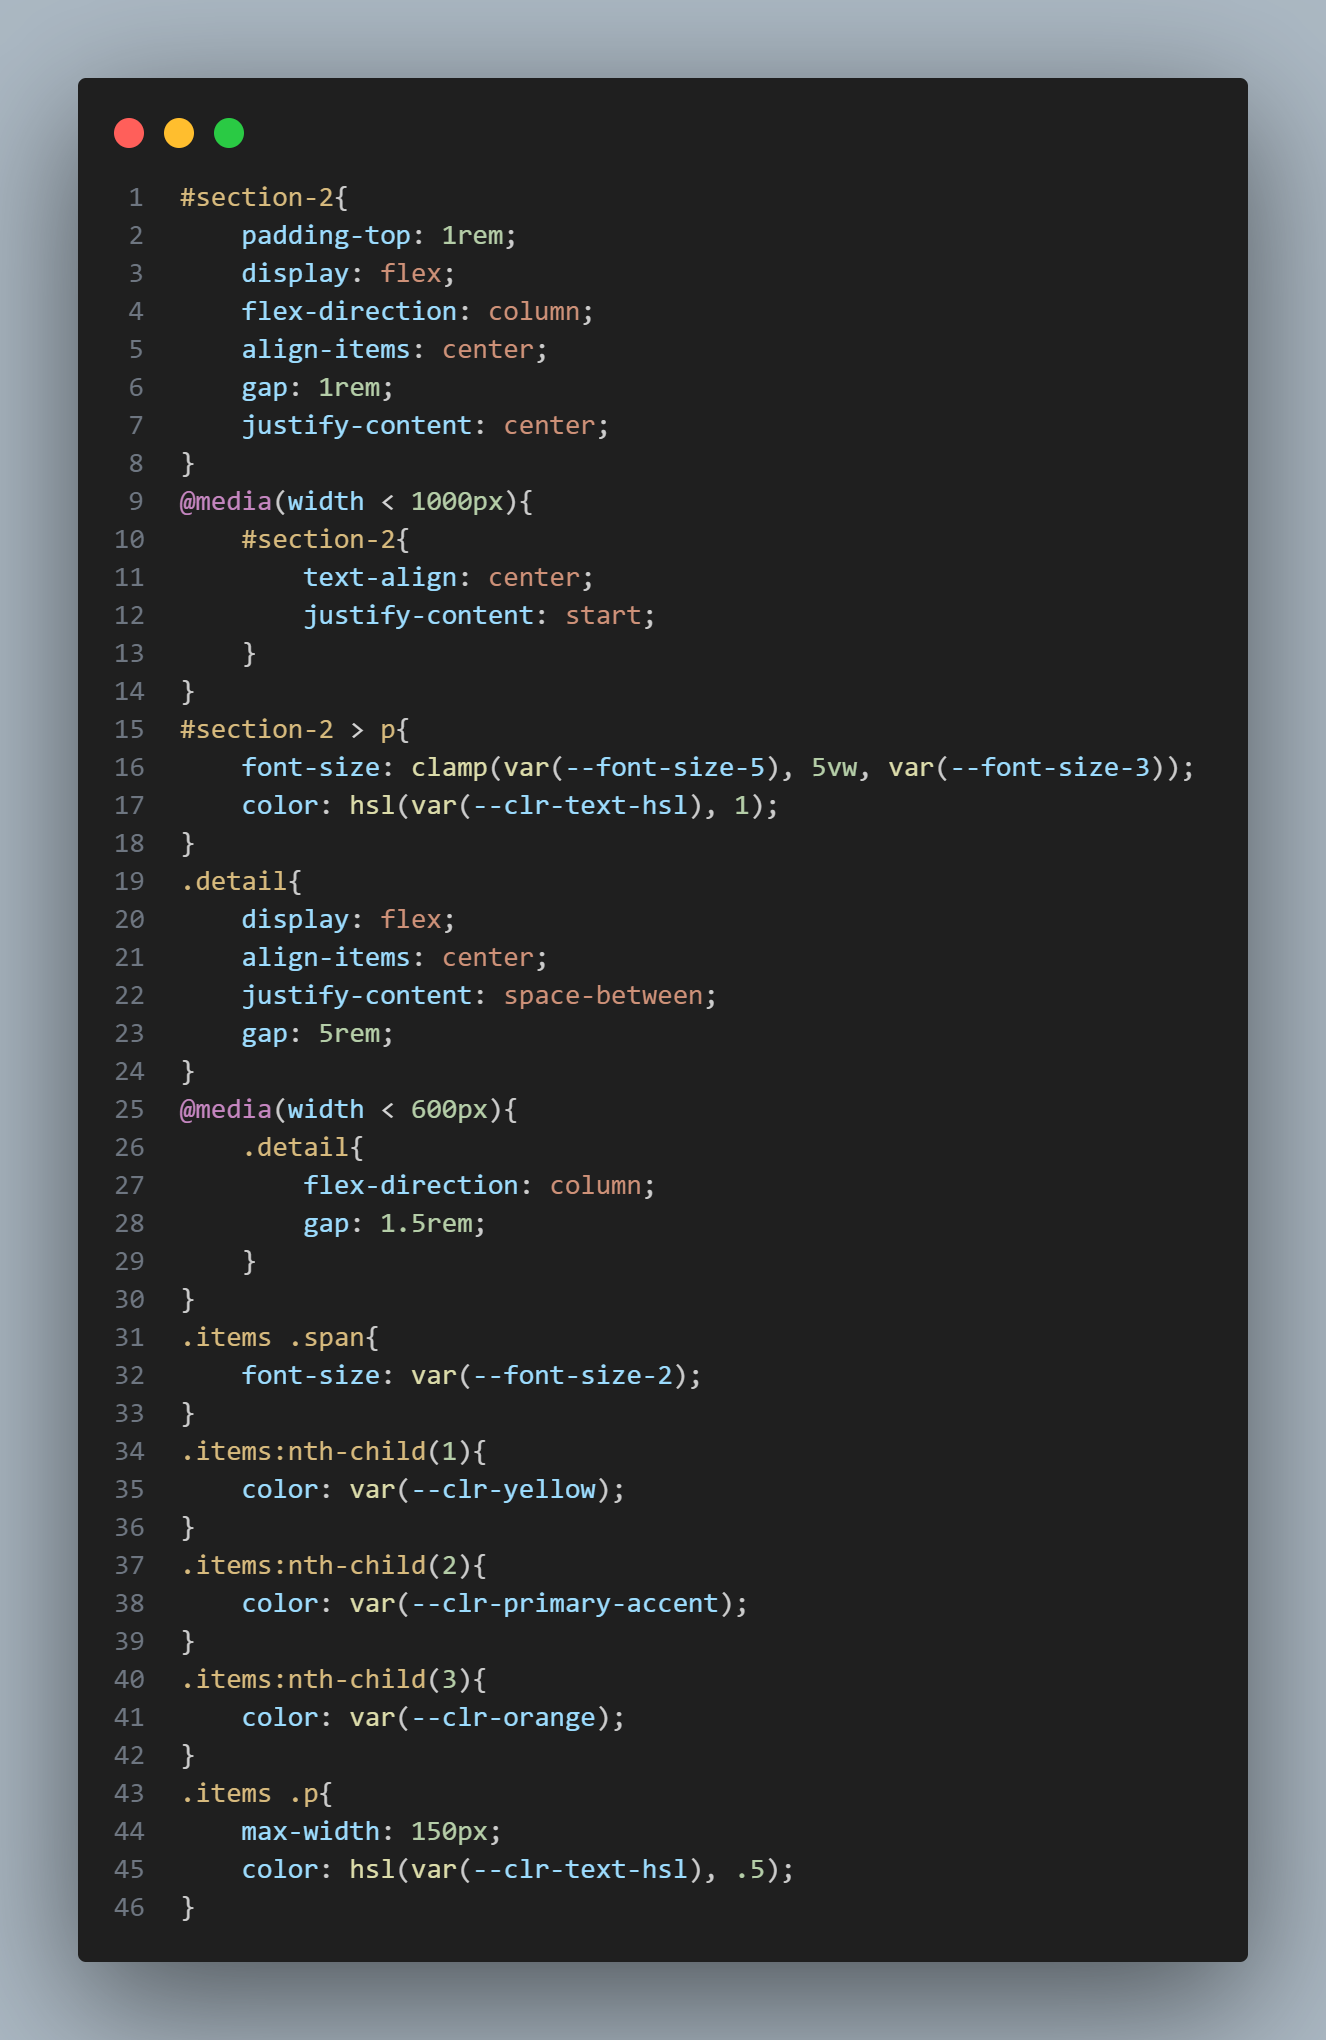 1 #section-2{
2     padding-top: 1rem;
3     display: flex;
4     flex-direction: column;
5     align-items: center;
6     gap: 1rem;
7     justify-content: center;
8 }
9 @media(width < 1000px){
10     #section-2{
11         text-align: center;
12         justify-content: start;
13     }
14 }
15 #section-2 > p{
16     font-size: clamp(var(--font-size-5), 5vw, var(--font-size-3));
17     color: hsl(var(--clr-text-hsl), 1);
18 }
19 .detail{
20     display: flex;
21     align-items: center;
22     justify-content: space-between;
23     gap: 5rem;
24 }
25 @media(width < 600px){
26     .detail{
27         flex-direction: column;
28         gap: 1.5rem;
29     }
30 }
31 .items .span{
32     font-size: var(--font-size-2);
33 }
34 .items:nth-child(1){
35     color: var(--clr-yellow);
36 }
37 .items:nth-child(2){
38     color: var(--clr-primary-accent);
39 }
40 .items:nth-child(3){
41     color: var(--clr-orange);
42 }
43 .items .p{
44     max-width: 150px;
45     color: hsl(var(--clr-text-hsl), .5);
46 }